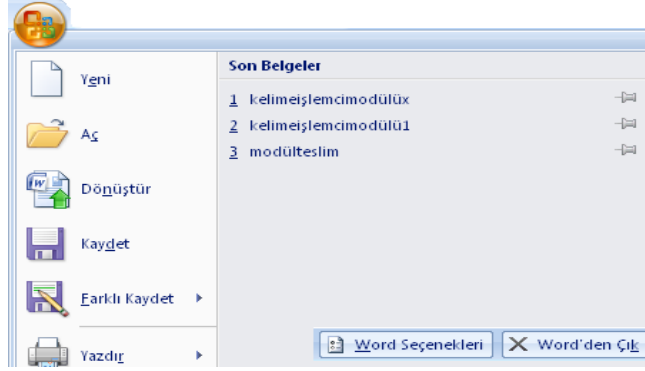 Yeni
Aç
Dönüştür
Kaydet
Farklı Kaydet
Yazdır
Son Belgeler
1 kelimeişlemcimodülüx
2 kelimeişlemcimodülü1
3 modülteslim
Word Seçenekleri
Word'den Çık